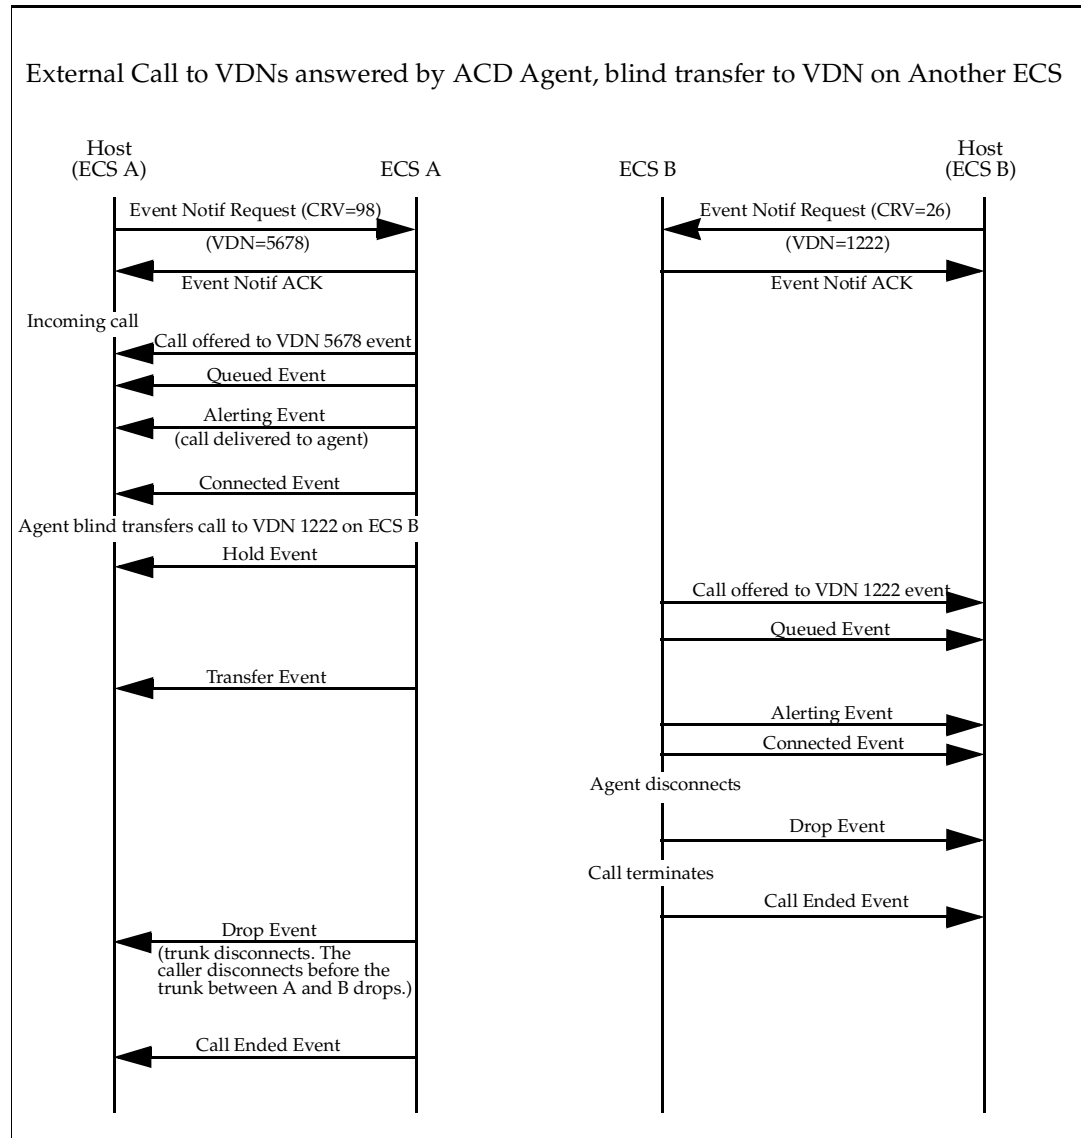 External Call to VDNs answered by ACD Agent, blind transfer to VDN on Another ECS
Host
(ECS A)
ECS A
ECS B
Host
(ECS B)
Event Notif Request (CRV=98)
(VDN=5678)
Event Notif Request (CRV=26)
(VDN=1222)
Event Notif ACK
Event Notif ACK
Incoming call
Call offered to VDN 5678 event
Queued Event
Alerting Event
(call delivered to agent)
Connected Event
Agent blind transfers call to VDN 1222 on ECS B
Hold Event
Call offered to VDN 1222 event
Queued Event
Transfer Event
Alerting Event
Connected Event
Agent disconnects
Drop Event
Call terminates
Call Ended Event
Drop Event
(trunk disconnects. The
caller disconnects before the
trunk between A and B drops.)
Call Ended Event